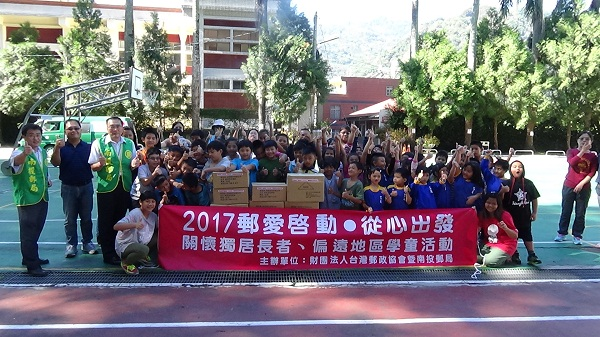 2017郵愛啓動●從心出發
關懷獨居長者、偏遠地區學童活動
主辦單位：財團法人台灣郵政協會暨南投郵局